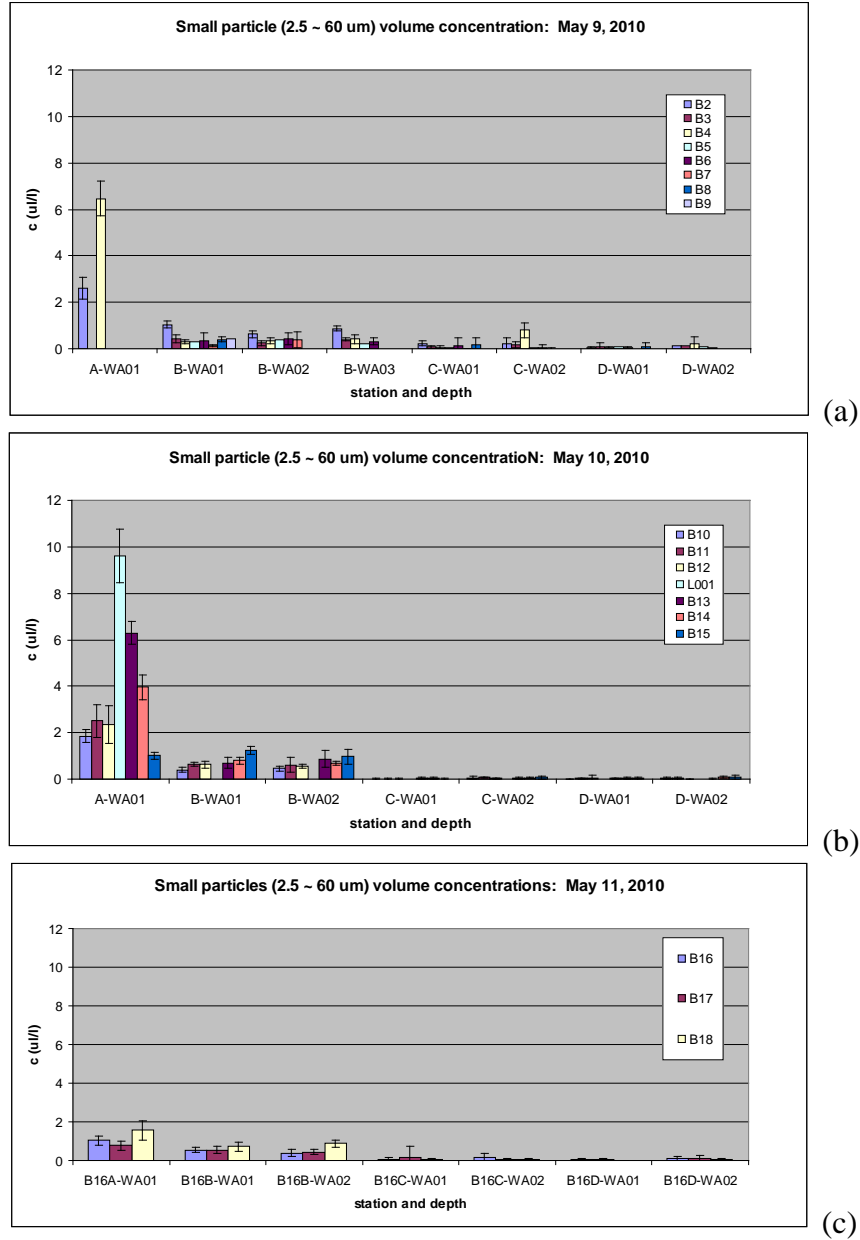 Small particle (2.5 ~ 60 um) volume concentration: May 9, 2010
12
10
8
6
4
2
0
c (ul/l)
B2
B3
B4
B5
B6
B7
B8
B9
A-WA01 B-WA01 B-WA02 B-WA03 C-WA01 C-WA02 D-WA01 D-WA02
station and depth
(a)
Small particle (2.5 ~ 60 um) volume concentratioN: May 10, 2010
12
10
8
6
4
2
0
c (ul/l)
B10
B11
B12
L001
B13
B14
B15
A-WA01 B-WA01 B-WA02 C-WA01 C-WA02 D-WA01 D-WA02
station and depth
(b)
Small particles (2.5 ~ 60 um) volume concentrations: May 11, 2010
12
10
8
6
4
2
0
c (ul/l)
B16
B17
B18
B16A-WA01 B16B-WA01 B16B-WA02 B16C-WA01 B16C-WA02 B16D-WA01 B16D-WA02
station and depth
(c)